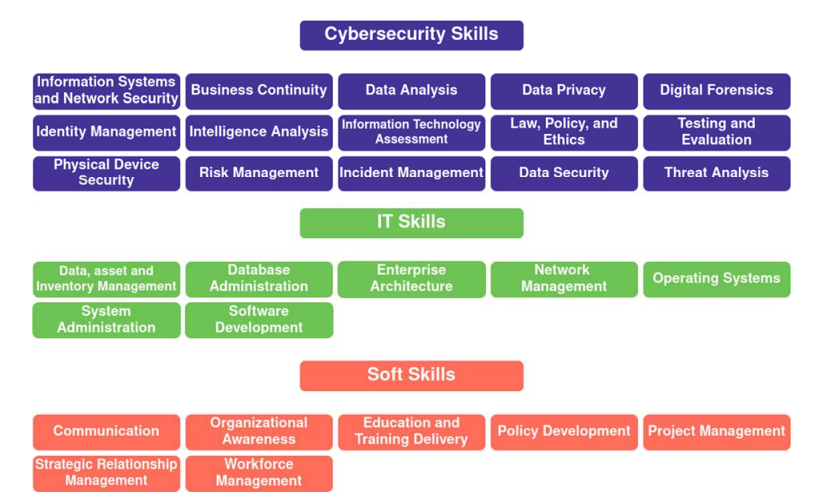 Cybersecurity Skills
Information Systems
and Network Security
Business Continuity
Data Analysis
Data Privacy
Digital Forensics
Identity Management
Intelligence Analysis
Information Technology
Assessment
Law, Policy, and
Ethics
Testing and
Evaluation
Physical Device
Security
Risk Management
Incident Management
Data Security
Threat Analysis
IT Skills
Data, asset and
Inventory Management
Database
Administration
Enterprise
Architecture
Network
Management
Operating Systems
System
Administration
Software
Development
Soft Skills
Communication
Organizational
Awareness
Education and
Training Delivery
Policy Development
Project Management
Strategic Relationship
Management
Workforce
Management